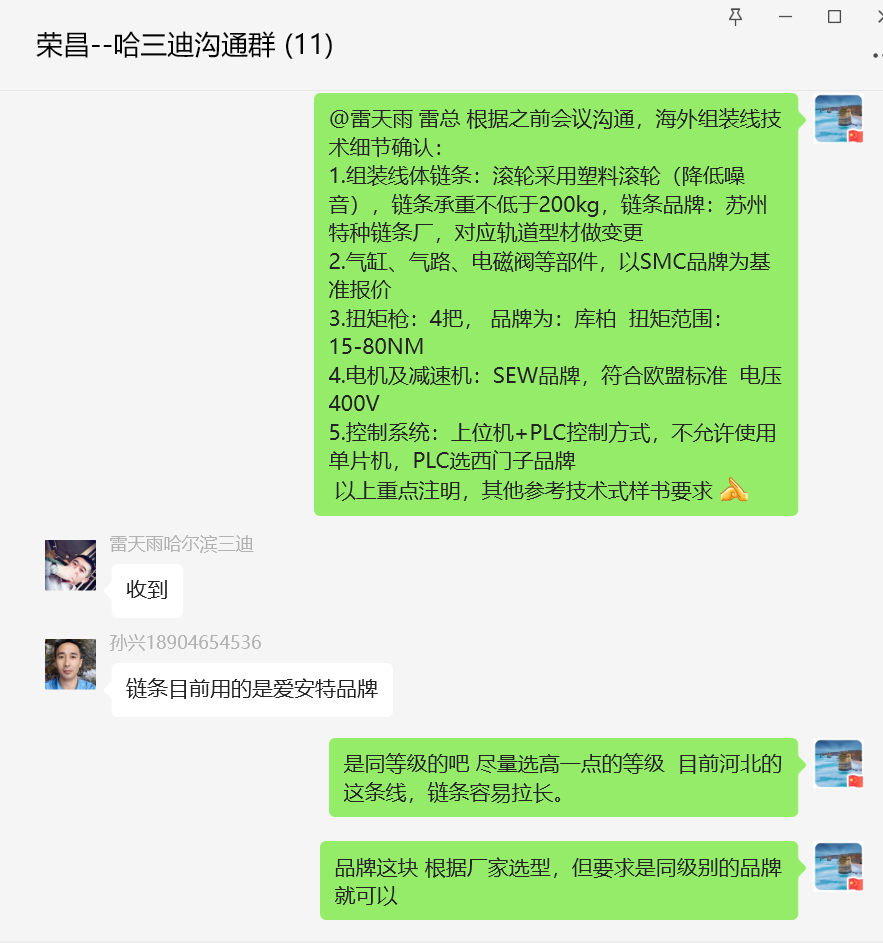 荣昌--哈三迪沟通群 (11)
@雷天雨 雷总 根据之前会议沟通，海外组装线技
术细节确认：
1.组装线体链条：滚轮采用塑料滚轮（降低噪
音），链条承重不低于200kg，链条品牌：苏州
特种链条厂，对应轨道型材做变更
2.气缸、气路、电磁阀等部件，以SMC品牌为基
准报价
3.扭矩枪：4把， 品牌为：库柏  扭矩范围：
15-80NM
4.电机及减速机：SEW品牌，符合欧盟标准  电压
400V
5.控制系统：上位机+PLC控制方式，不允许使用
单片机，PLC选西门子品牌
以上重点注明，其他参考技术式样书要求
雷天雨哈尔滨三迪
收到
孙兴18904654536
链条目前用的是爱安特品牌
是同等级的吧 尽量选高一点的等级  目前河北的
这条线，链条容易拉长。
品牌这块 根据厂家选型，但要求是同级别的品牌
就可以